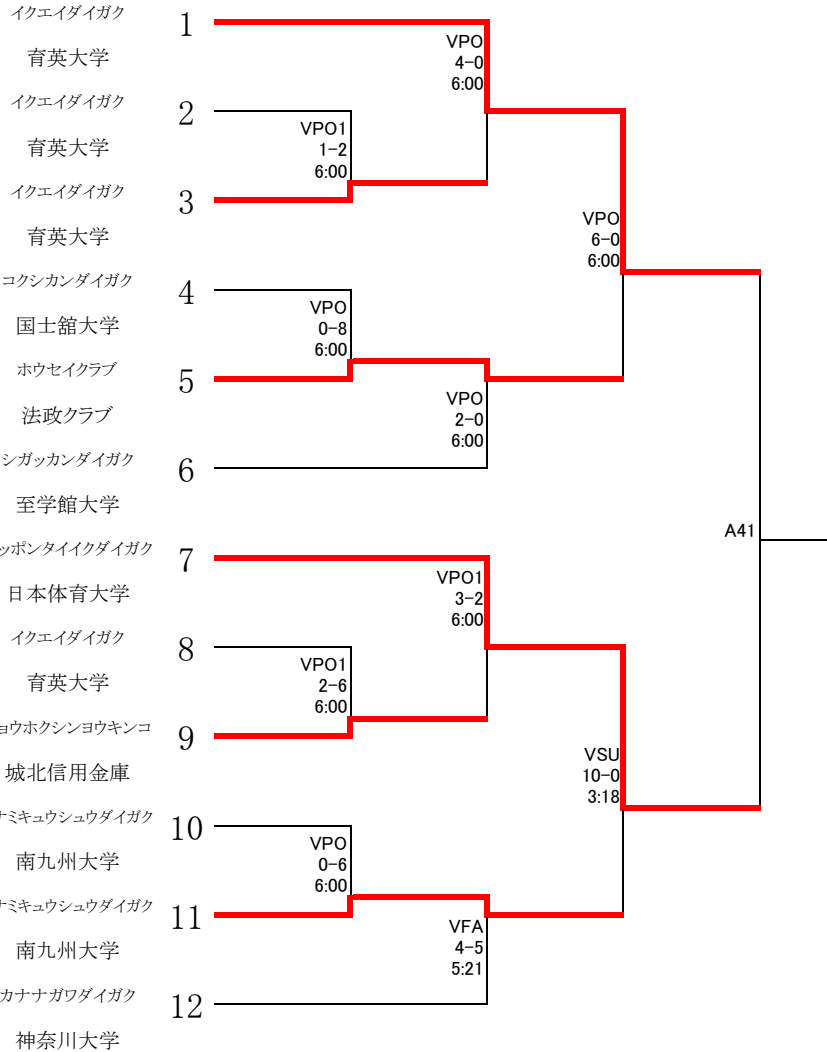 イクエイダイガク
1
育英大学
VPO
4-0
6:00
イクエイダイガク
2
育英大学
VPO1
1-2
6:00
イクエイダイガク
3
育英大学
VPO
6-0
6:00
コクシカンダイガク
4
国士舘大学
VPO
0-8
6:00
ホウセイクラブ
5
法政クラブ
VPO
2-0
6:00
シガッカンダイガク
6
至学館大学
A41
ッポンタイイクダイガク
7
日本体育大学
VPO1
3-2
6:00
イクエイダイガク
8
育英大学
VPO1
2-6
6:00
ョウホクシンヨウキンコ
9
城北信用金庫
VSU
10-0
3:18
ナミキュウシュウダイガク
10
南九州大学
VPO
0-6
6:00
ナミキュウシュウダイガク
11
南九州大学
VFA
4-5
5:21
カナナガワダイガク
12
神奈川大学